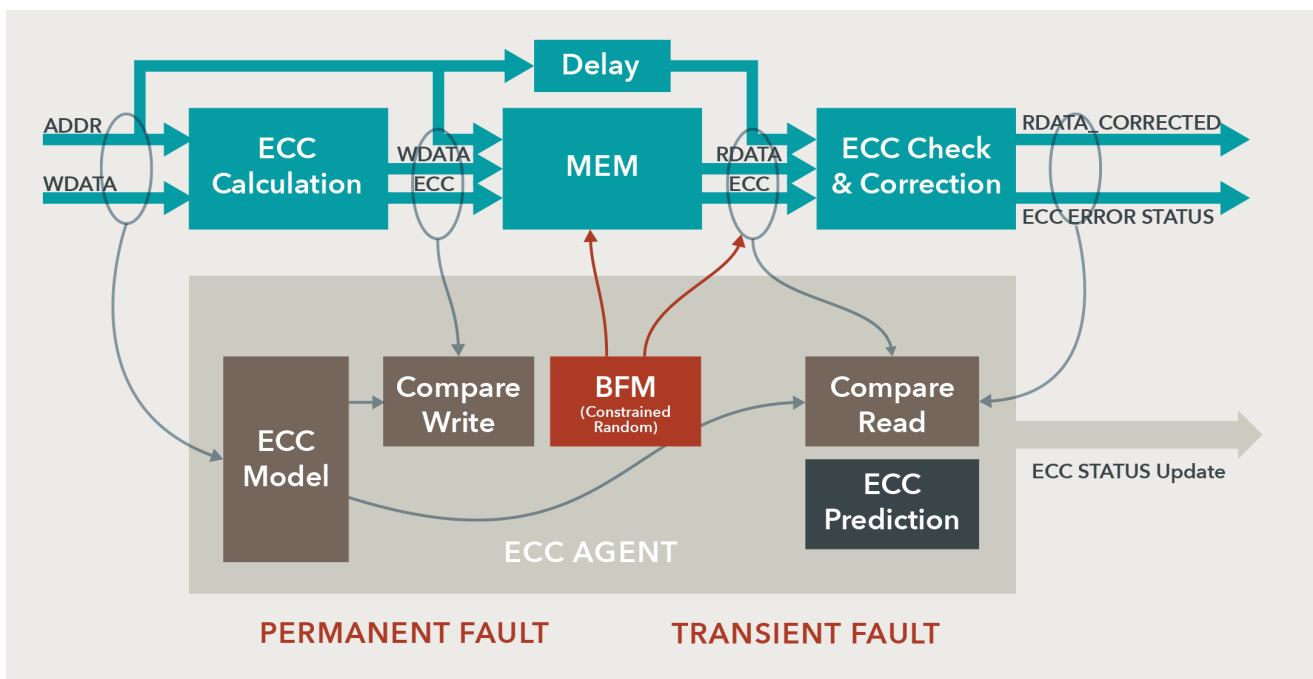 Delay
ADDR
WDATA
ECC
Calculation
WDATA
ECC
MEM
RDATA
ECC
ECC Check
& Correction
RDATA_CORRECTED
ECC ERROR STATUS
ECC
Model
Compare
Write
BFM
(Constrained
Random)
Compare
Read
ECC
Prediction
ECC STATUS Update
ECC AGENT
PERMANENT FAULT
TRANSIENT FAULT